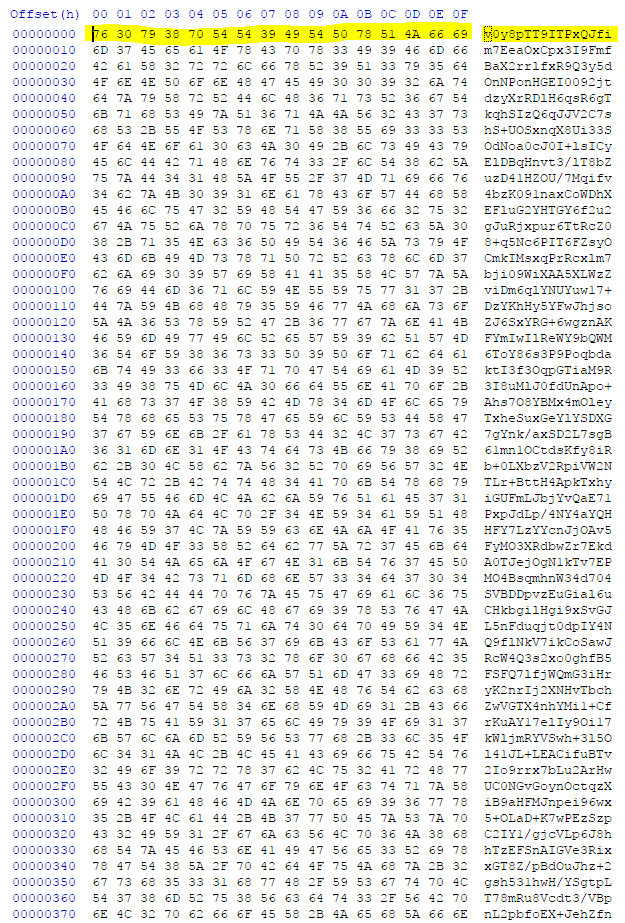 Offset(h) 00 01 02 03 04 05 06 07 08 09 0A 0B 0C 0D 0E 0F
00000000 76 30 79 38 70 54 54 39 49 54 50 78 51 4A 66 69 v0y8pTT9ITPxQJfi
00000010 6D 37 45 65 61 4F 78 43 70 78 33 49 39 46 6D 66 m7EeaOxCpx3I9Fmf
00000020 42 61 58 32 72 72 6C 66 78 52 39 51 33 79 35 64 BaX2rrlfxR9Q3y5d
00000030 4F 6E 4E 50 6F 6E 48 47 45 49 30 30 39 32 6A 74 OnNPonHGEI0092jt
00000040 64 7A 79 58 72 52 44 6C 48 36 71 73 52 36 67 54 dzyXrRDlH6qsR6gT
00000050 6B 71 68 53 49 7A 51 36 71 4A 4A 56 32 43 37 73 kqhSIzQ6qJJV2C7s
00000060 68 53 2B 55 4F 53 78 6E 71 58 38 55 69 33 33 53 hS+UOSxnqX8Ui33S
00000070 4F 64 4E 6F 61 30 63 4A 30 49 2B 6C 73 49 43 79 OdNoa0cJ0I+lsICy
00000080 45 6C 44 42 71 48 6E 76 74 33 2F 6C 54 38 62 5A ElDBqHnvt3/lT8bZ
00000090 75 7A 44 34 31 48 5A 4F 55 2F 37 4D 71 69 66 76 uzD41HZOU/7Mqifv
000000A0 34 62 7A 4B 30 39 31 6E 61 78 43 6F 57 44 68 58 4bzK091naxCoWDhX
000000B0 45 46 6C 75 47 32 59 48 54 47 59 36 66 32 75 32 EFluG2YHTGY6f2u2
000000C0 67 4A 75 52 6A 78 70 75 72 36 54 74 52 63 5A 30 gJuRjxpur6TtRcZ0
000000D0 38 2B 71 35 4E 63 36 50 49 54 36 46 5A 73 79 4F 8+q5Nc6PIT6FZsyO
000000E0 43 6D 6B 49 4D 73 78 71 50 72 52 63 78 6C 6D 37 CmkIMsxqPrRcxlm7
000000F0 62 6A 69 30 39 57 69 58 41 41 35 58 4C 57 7A 5A bji09WiXAA5XLWzZ
00000100 76 69 44 6D 36 71 6C 59 4E 55 59 75 77 31 37 2B viDm6qlYNUYuw17+
00000110 44 7A 59 4B 68 48 79 35 59 46 77 4A 68 6A 73 6F DzYKhHy5YFwJhjso
00000120 5A 4A 36 53 78 59 52 47 2B 36 77 67 7A 6E 41 4B ZJ6SxYRG+6wgznAK
00000130 46 59 6D 49 77 49 6C 52 65 57 59 39 62 51 57 4D FYmIwIlReWY9bQWM
00000140 36 54 6F 59 38 36 73 33 50 39 50 6F 71 62 64 61 6ToY86s3P9Poqbda
00000150 6B 74 49 33 66 33 4F 71 70 47 54 69 61 4D 39 52 ktI3f3OqpGTiaM9R
00000160 33 49 38 75 4D 6C 4A 30 66 64 55 6E 41 70 6F 2B 3I8uMlJ0fdUnApo+
00000170 41 68 73 37 4F 38 59 42 4D 78 34 6D 4F 6C 65 79 Ahs7O8YBMx4mOley
00000180 54 78 68 65 53 75 78 47 65 59 6C 59 53 44 58 47 TxheSuxGeYlYSDXG
00000190 37 67 59 6E 6B 2F 61 78 53 44 32 4C 37 73 67 42 7gYnk/axSD2L7sgB
000001A0 36 31 6D 6E 31 4F 43 74 64 73 4B 66 79 38 69 52 61mn1OCtdsKfy8iR
000001B0 62 2B 30 4C 58 62 7A 56 32 52 70 69 56 57 32 4E b+0LXbzV2RpiVW2N
000001C0 54 4C 72 2B 42 74 74 48 34 41 70 6B 54 78 68 79 TLr+BttH4ApkTxhy
000001D0 69 47 55 46 6D 4C 4A 62 6A 59 76 51 61 45 37 31 iGUFmLJbjYvQaE71
000001E0 50 78 70 4A 64 4C 70 2F 34 4E 59 34 61 59 51 48 PxpJdLp/4NY4aYQH
000001F0 48 46 59 37 4C 7A 59 59 63 6E 4A 6A 4F 41 76 35 HFY7LzYYcnJjOAv5
00000200 46 79 4D 4F 33 58 52 64 62 77 5A 72 37 45 6B 64 FyMO3XRdbwZr7Ekd
00000210 41 30 54 4A 65 6A 4F 67 4E 31 6B 54 76 37 45 50 A0TJejOgN1kTv7EP
00000220 4D 4F 34 42 73 71 6D 68 6E 57 33 34 64 37 30 34 MO4BsqmhnW34d704
00000230 53 56 42 44 44 70 76 7A 45 75 47 69 61 6C 36 75 SVBDDpvzEuGial6u
00000240 43 48 6B 62 67 69 6C 48 67 69 39 78 53 76 47 4A CHkbgilHgi9xSvGJ
00000250 4C 35 6E 46 64 75 71 6A 74 30 64 70 49 59 34 4E L5nFduqjt0dpIY4N
00000260 51 39 66 6C 4E 6B 56 37 69 6B 43 6F 53 61 77 4A Q9flNkV7ikCoSawJ
00000270 52 63 57 34 51 33 73 32 78 6F 30 67 68 66 42 35 RcW4Q3s2xo0ghfB5
00000280 46 53 46 51 37 6C 66 6A 57 51 6D 47 33 69 48 72 FSFQ7lfjWQmG3iHr
00000290 79 4B 32 6E 72 49 6A 32 58 4E 48 76 54 62 63 68 yK2nrIj2XNHvTbch
000002A0 5A 77 56 47 54 58 34 6E 68 59 4D 69 31 2B 43 66 ZwVGTX4nhYMi1+Cf
000002B0 72 4B 75 41 59 31 37 65 6C 49 79 39 4F 69 31 37 rKuAY17elIy9Oi17
000002C0 6B 57 6C 6A 6D 52 59 56 53 77 68 2B 33 6C 35 4F kWljmRYVSwh+3l5O
000002D0 6C 34 31 4A 4C 2B 4C 45 41 43 69 66 75 42 54 76 l41JL+LEACifuBTv
000002E0 32 49 6F 39 72 72 78 37 62 4C 75 32 41 72 48 77 2Io9rrx7bLu2ArHw
000002F0 55 43 30 4E 47 76 47 6F 79 6E 4F 63 74 71 7A 58 UC0NGvGoynOctqzX
00000300 69 42 39 61 48 46 4D 4A 6E 70 65 69 39 36 77 78 iB9aHFMJnpei96wx
00000310 35 2B 4F 4C 61 44 2B 4B 37 77 50 45 7A 53 7A 70 5+OLaD+K7wPEzSzp
00000320 43 32 49 59 31 2F 67 6A 63 56 4C 70 36 4A 38 68 C2IY1/gjcVLp6J8h
00000330 68 54 7A 45 46 53 6E 41 49 47 56 65 33 52 69 78 hTzEFSnAIGVe3Rix
00000340 78 47 54 38 5A 2F 70 42 64 4F 75 4A 68 7A 2B 32 xGT8Z/pBdOuJhz+2
00000350 67 73 68 35 33 31 68 77 48 2F 59 53 67 74 70 4C gsh531hwH/YSgtpL
00000360 54 37 38 6D 52 75 38 56 63 64 74 33 2F 56 42 70 T78mRu8Vcdt3/VBp
00000370 6E 4C 32 70 62 66 6F 45 58 2B 4A 65 68 5A 66 6E nL2pbfoEX+JehZfn